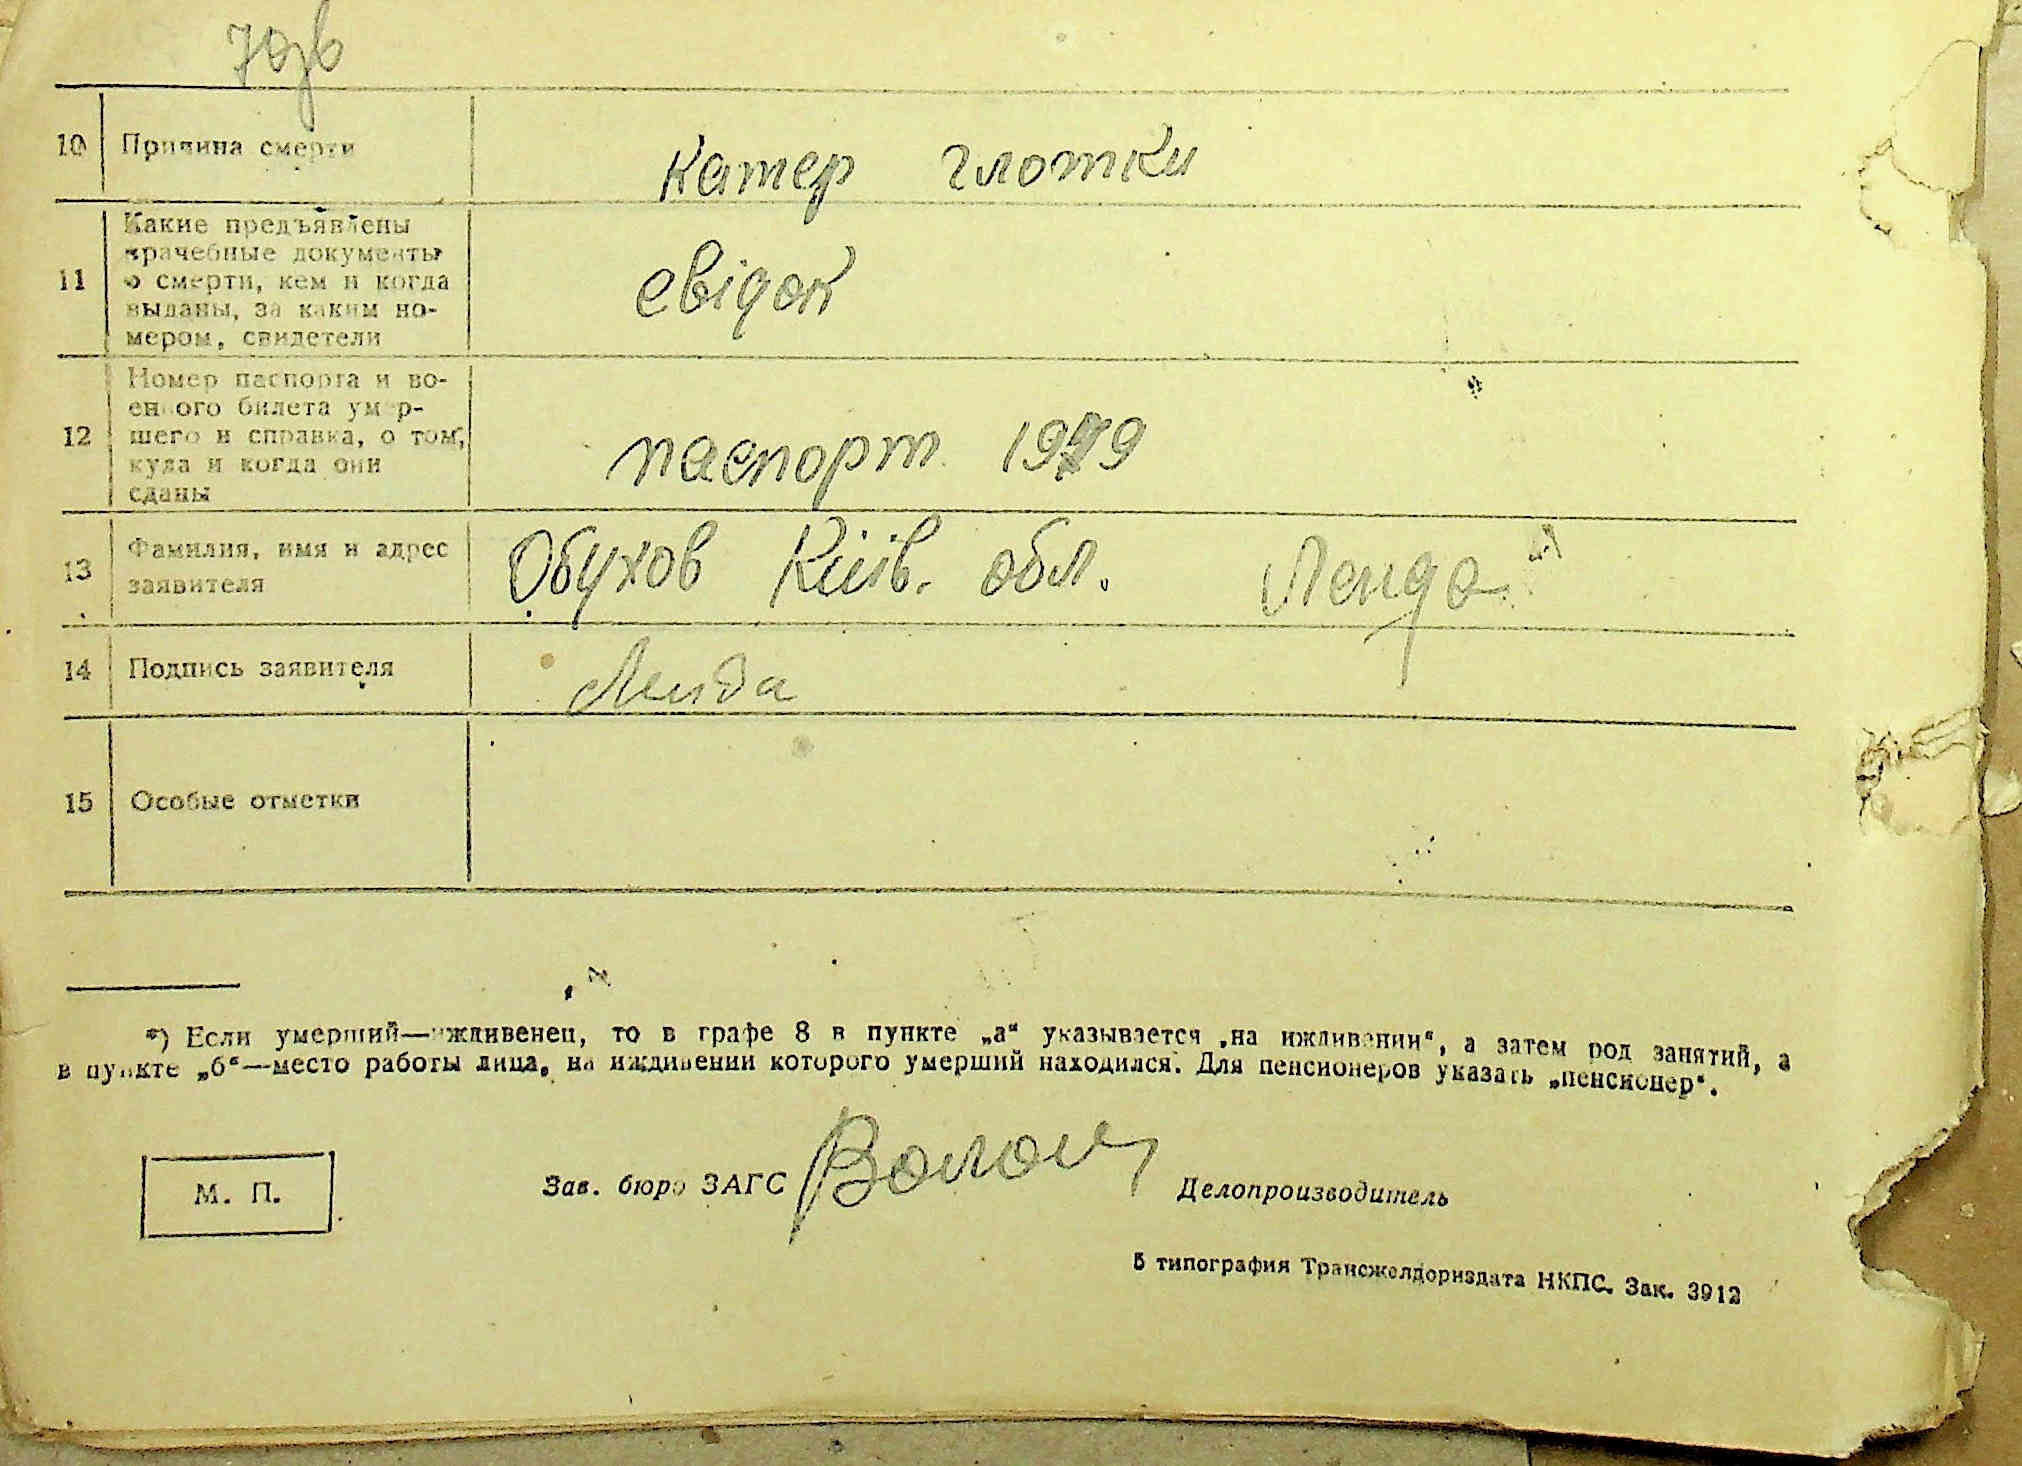 70зв
10 Причина смерти катер глотки
11 Какие предъявлены
врачебные документы
о смерти, кем и когда
выданы, за каким но-
мером, свидетели
свідок
12 Номер паспорта и во-
енного билета умер-
шего и справка, о том,
куда и когда они
сданы
паспорт 1979
13 Фамилия, имя и адрес
заявителя
Обухов Київ. обл. Ленда
14 Подпись заявителя Ленда
15 Особые отметки
*) Если умерший—иждивенец, то в графе 8 в пункте „а“ указывается „на иждивении“, а затем род занятий, а
в пункте „б“—место работы лица, на иждивении которого умерший находился. Для пенсионеров указать „пенсионер“.
М. П.
Зав. бюро ЗАГС Делопроизводитель
5 типография Трансжелдориздата НКПС. Зак. 3912